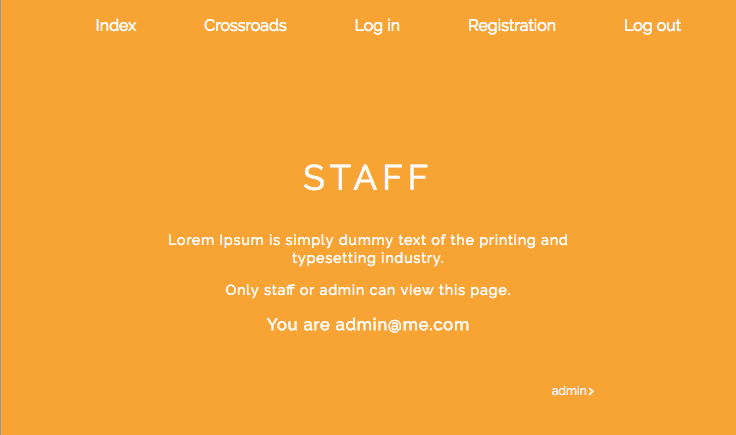 Index Crossroads Log in Registration Log out
STAFF
Lorem Ipsum is simply dummy text of the printing and
typesetting industry.
Only staff or admin can view this page.
You are admin@me.com
admin